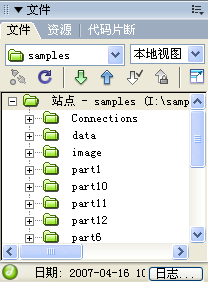 文件
文件 资源 代码片断
samples 本地视图
站点 - samples (I:\samp
Connections
data
image
part1
part10
part11
part12
part6
日期: 2007-04-16 10 日志...